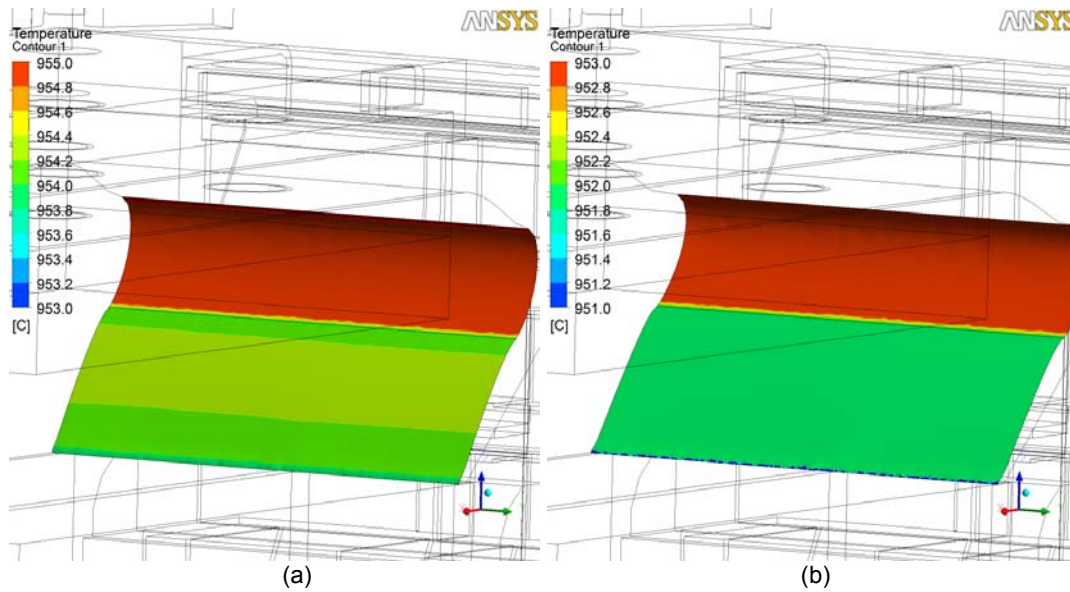 ANSYS
Temperature
Contour 1
955.0
954.8
954.6
954.4
954.2
954.0
953.8
953.6
953.4
953.2
953.0
[C]
(a)
ANSYS
Temperature
Contour 1
953.0
952.8
952.6
952.4
952.2
952.0
951.8
951.6
951.4
951.2
951.0
[C]
(b)